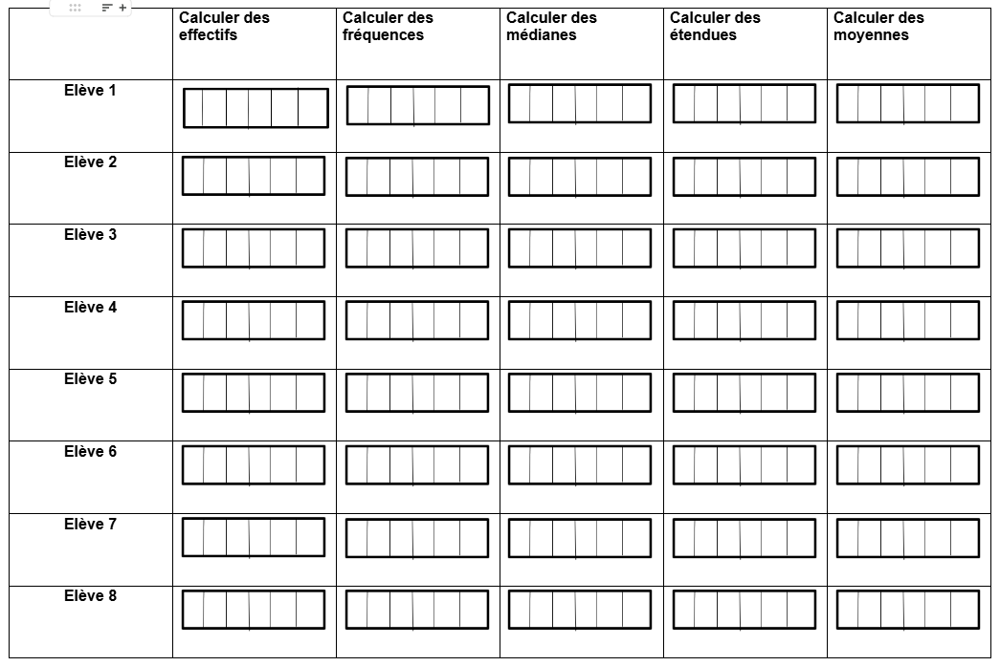 Calculer des
effectifs
Calculer des
fréquences
Calculer des
médianes
Calculer des
étendues
Calculer des
moyennes
Elève 1
Elève 2
Elève 3
Elève 4
Elève 5
Elève 6
Elève 7
Elève 8